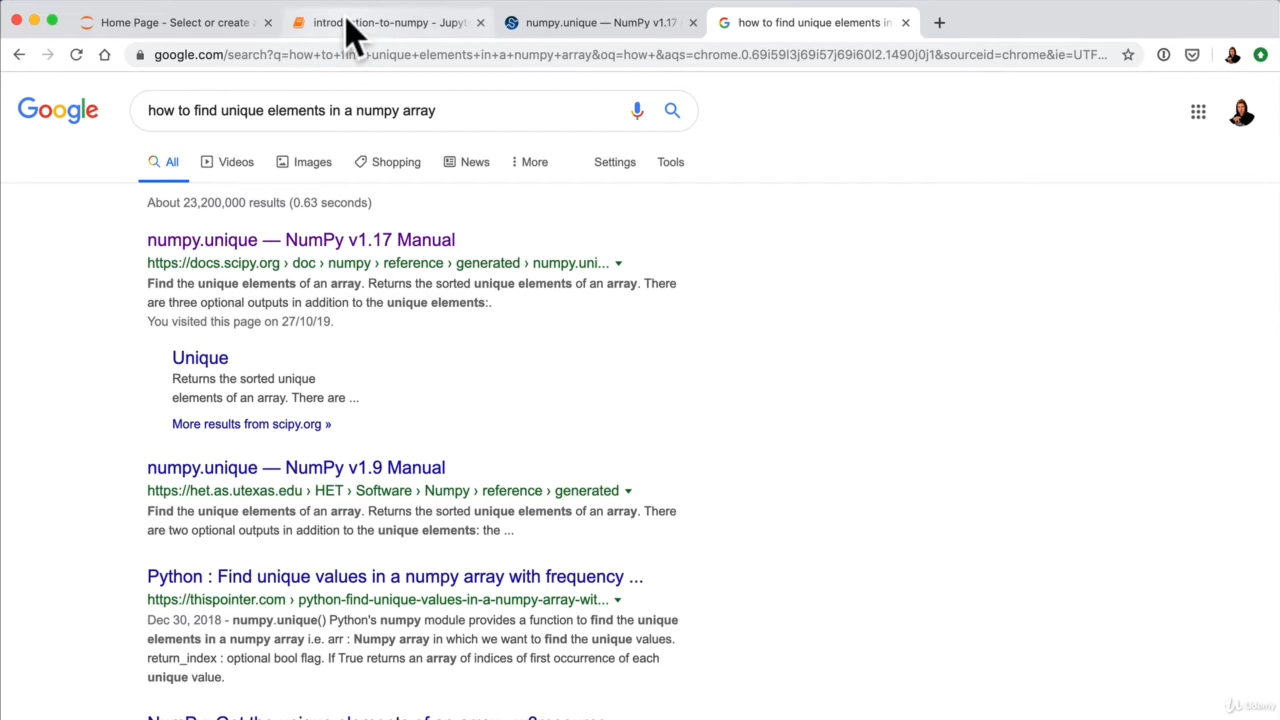 Home Page - Select or create a
introduction-to-numpy - Jupyt
numpy.unique — NumPy v1.17
how to find unique elements in
google.com/search?q=how+to+find+unique+elements+in+a+numpy+array&oq=how+&aqs=chrome.0.69i59l3j69i57j69i60l2.1490j0j1&sourceid=chrome&ie=UTF...
Google
how to find unique elements in a numpy array
All
Videos
Images
Shopping
News
More
Settings
Tools
About 23,200,000 results (0.63 seconds)
numpy.unique — NumPy v1.17 Manual
https://docs.scipy.org › doc › numpy › reference › generated › numpy.uni...
Find the unique elements of an array. Returns the sorted unique elements of an array. There
are three optional outputs in addition to the unique elements:.
You visited this page on 27/10/19.
Unique
Returns the sorted unique
elements of an array. There are ...
More results from scipy.org »
numpy.unique — NumPy v1.9 Manual
https://het.as.utexas.edu › HET › Software › Numpy › reference › generated
Find the unique elements of an array. Returns the sorted unique elements of an array. There
are two optional outputs in addition to the unique elements: the ...
Python : Find unique values in a numpy array with frequency ...
https://thispointer.com › python-find-unique-values-in-a-numpy-array-wit...
Dec 30, 2018 - numpy.unique() Python's numpy module provides a function to find the unique
elements in a numpy array i.e. arr : Numpy array in which we want to find the unique values.
return_index : optional bool flag. If True returns an array of indices of first occurrence of each
unique value.
Udemy